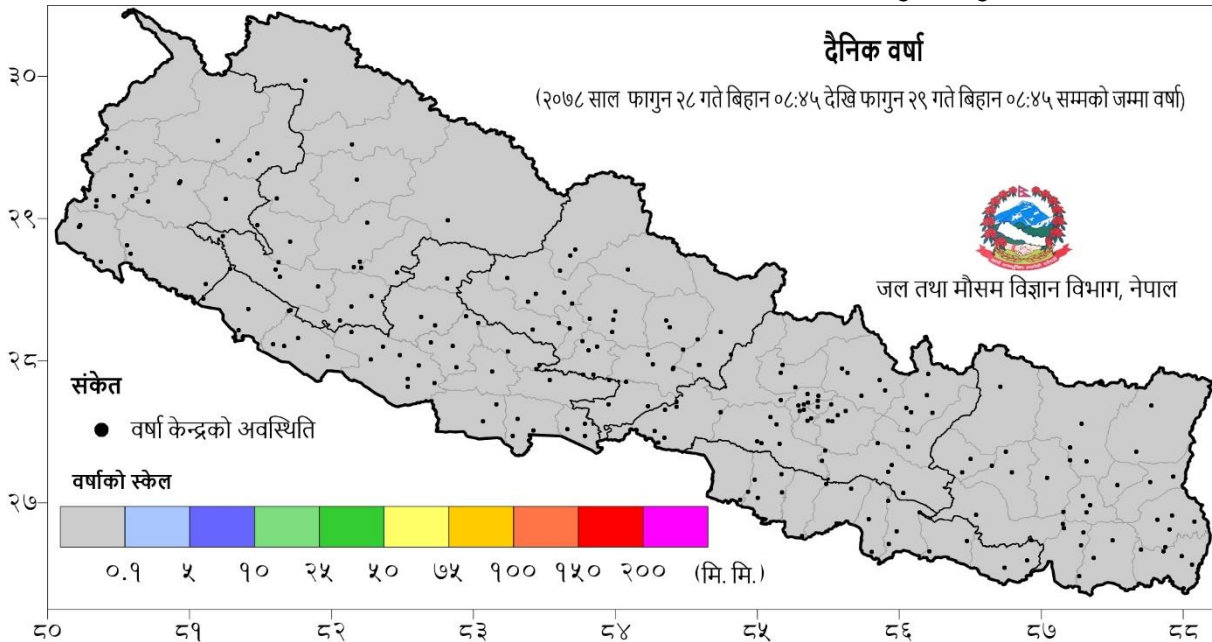 दैनिक वर्षा
(२०७८ साल फागुन २८ गते बिहान ०८:४५ देखि फागुन २९ गते बिहान ०८:४५ सम्मको जम्मा वर्षा)
३०
२९
२८
२७
जल तथा मौसम विज्ञान विभाग, नेपाल
संकेत
वर्षा केन्द्रको अवस्थिति
वर्षाको स्केल
०.१ ५ १० २५ ५० ७५ १०० १५० २०० (मि. मि.)
८० ८१ ८२ ८३ ८४ ८५ ८६ ८७ ८८